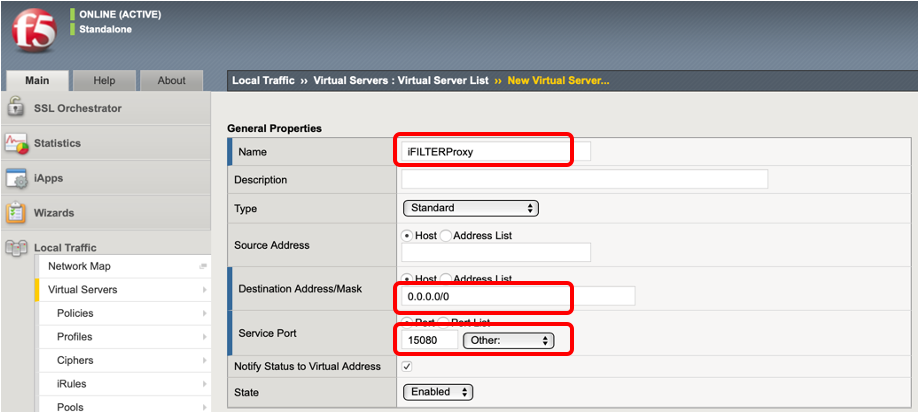 f5
ONLINE (ACTIVE)
Standalone
Main
Help
About
Local Traffic ›› Virtual Servers : Virtual Server List ›› New Virtual Server...
SSL Orchestrator
Statistics
iApps
Wizards
Local Traffic
Network Map
Virtual Servers
Policies
Profiles
Ciphers
iRules
Pools
General Properties
Name
iFILTERProxy
Description
Type
Standard
Source Address
Host Address List
Destination Address/Mask
Host Address List
0.0.0.0/0
Service Port
Port Port List
15080 Other:
Notify Status to Virtual Address
State
Enabled